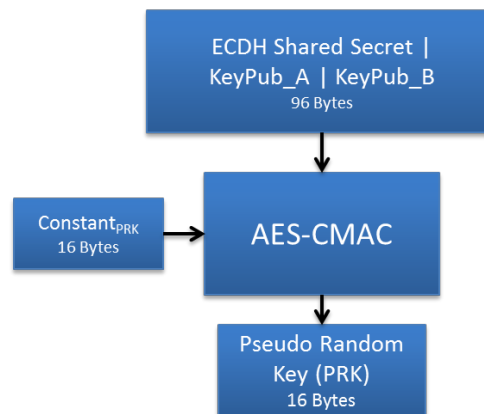 ECDH Shared Secret |
KeyPub_A | KeyPub_B
96 Bytes
ConstantPRK
16 Bytes
AES-CMAC
Pseudo Random
Key (PRK)
16 Bytes